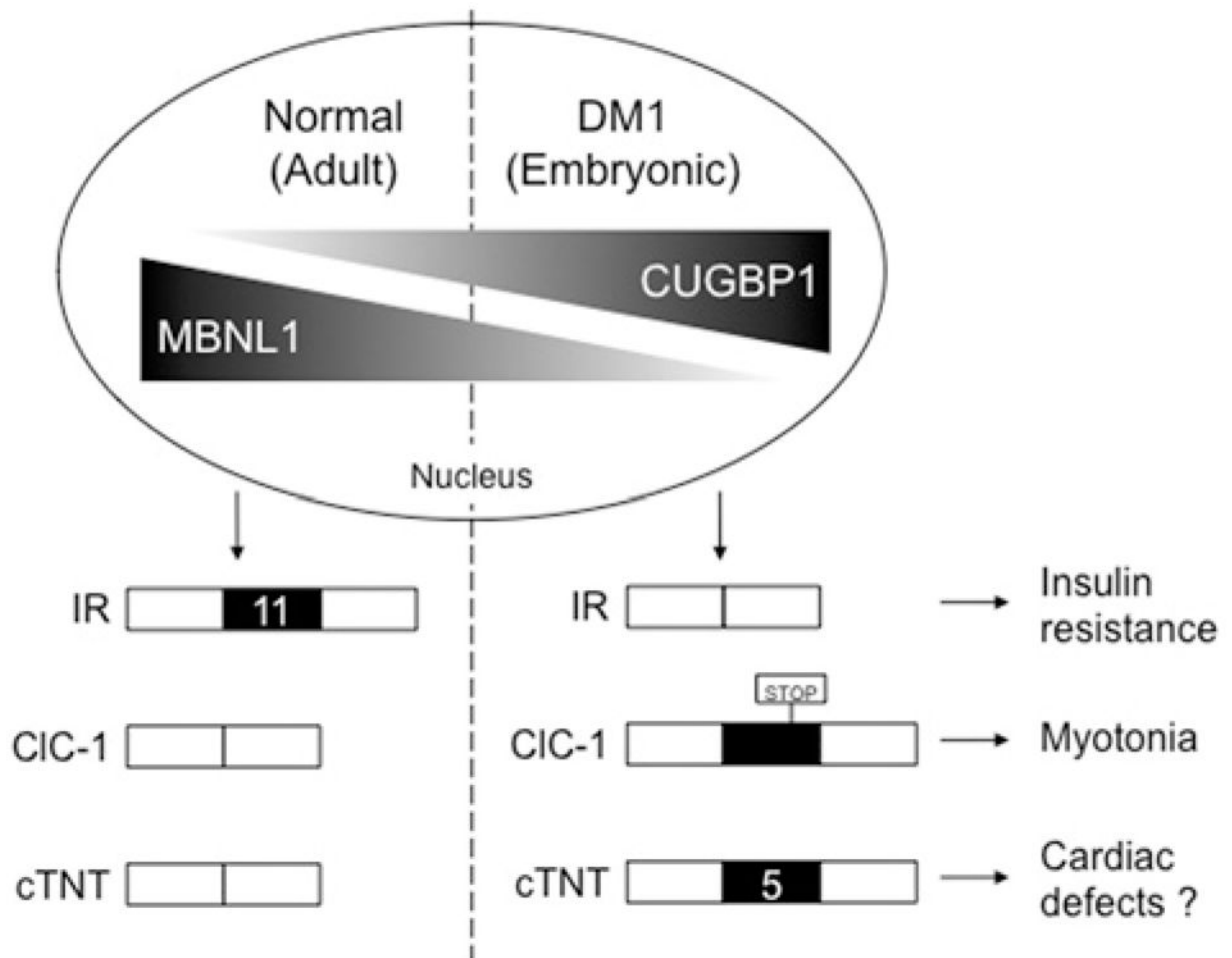 Normal
(Adult)
DM1
(Embryonic)
CUGBP1
MBNL1
Nucleus
IR 11
IR
Insulin
resistance
STOP
ClC-1
ClC-1
Myotonia
cTNT
cTNT 5
Cardiac
defects ?